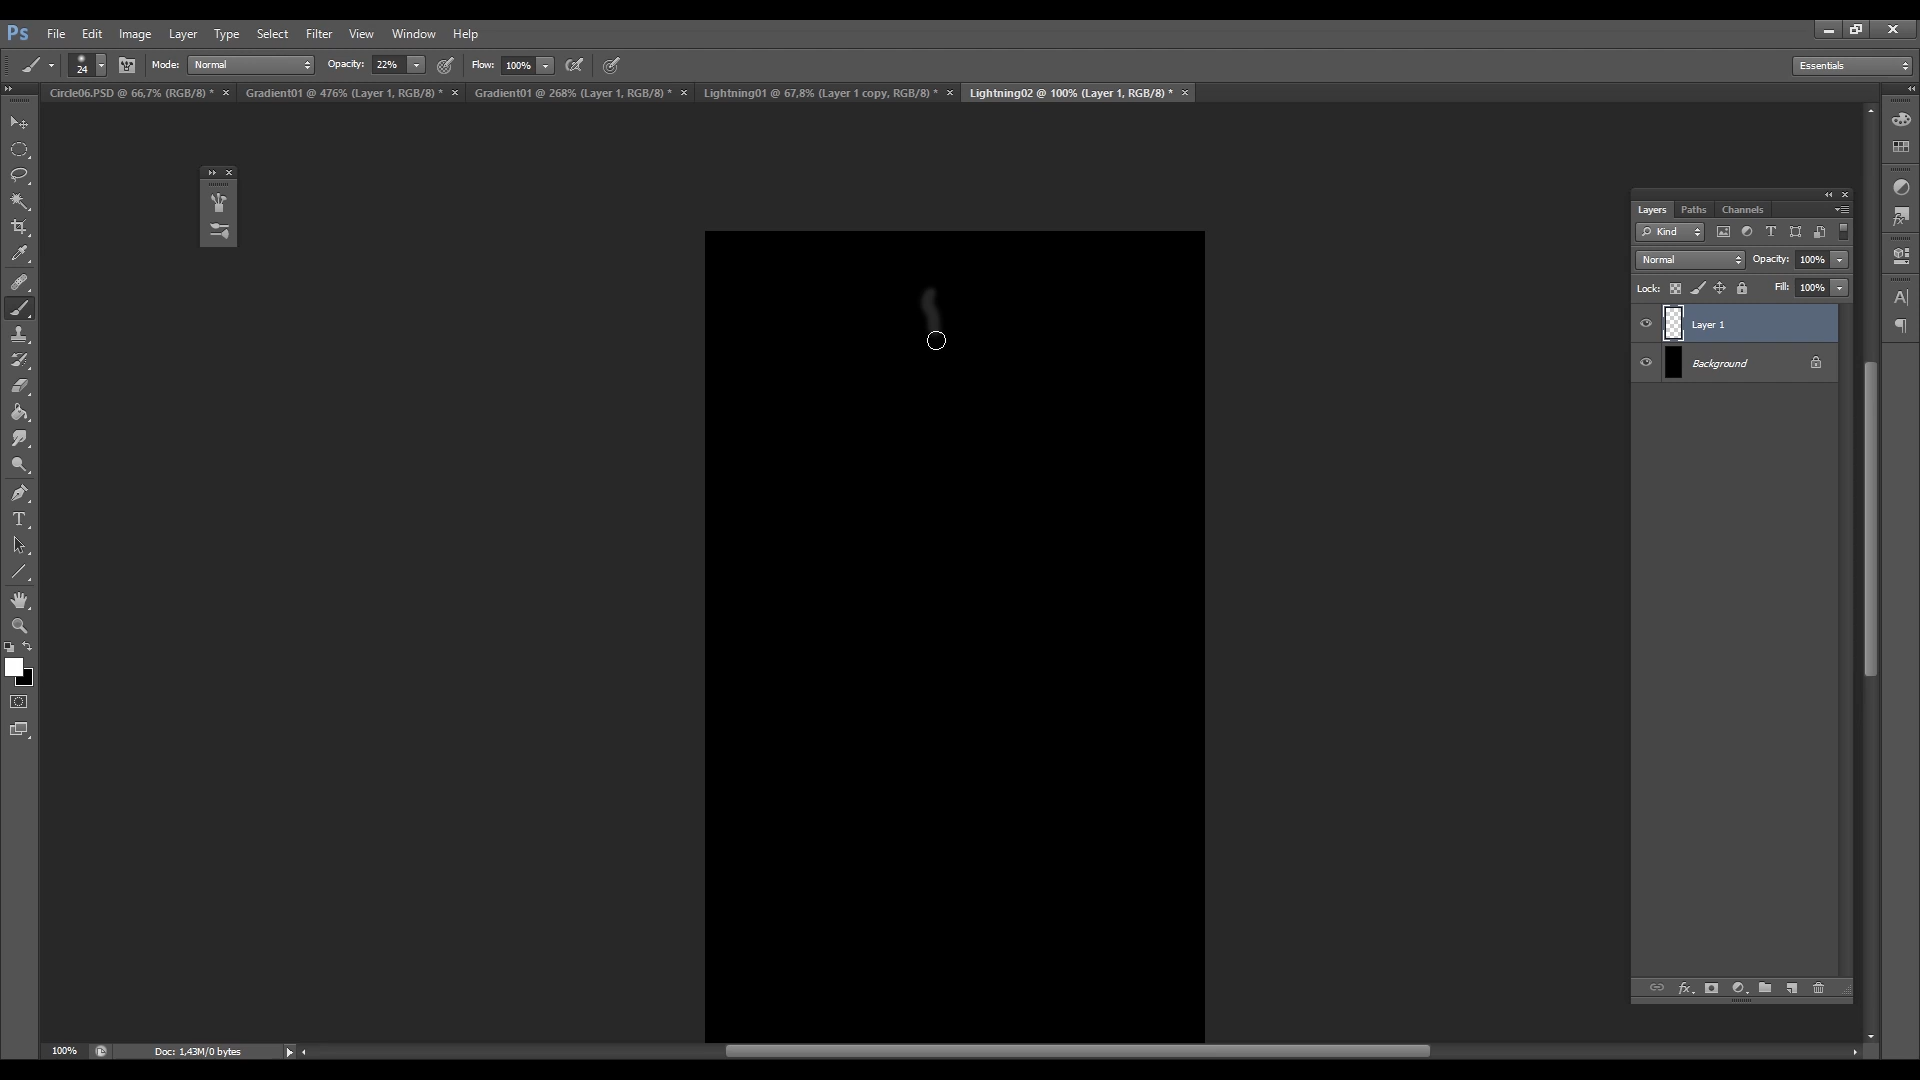 Ps File Edit Image Layer Type Select Filter View Window Help
24 Mode: Normal Opacity: 22% Flow: 100% Essentials
Circle06.PSD @ 66,7% (RGB/8) * × Gradient01 @ 476% (Layer 1, RGB/8) * × Gradient01 @ 268% (Layer 1, RGB/8) * × Lightning01 @ 67,8% (Layer 1 copy, RGB/8) * × Lightning02 @ 100% (Layer 1, RGB/8) * ×
Layers Paths Channels
Kind
Normal Opacity: 100%
Lock: Fill: 100%
Layer 1
Background
100% Doc: 1,43M/0 bytes